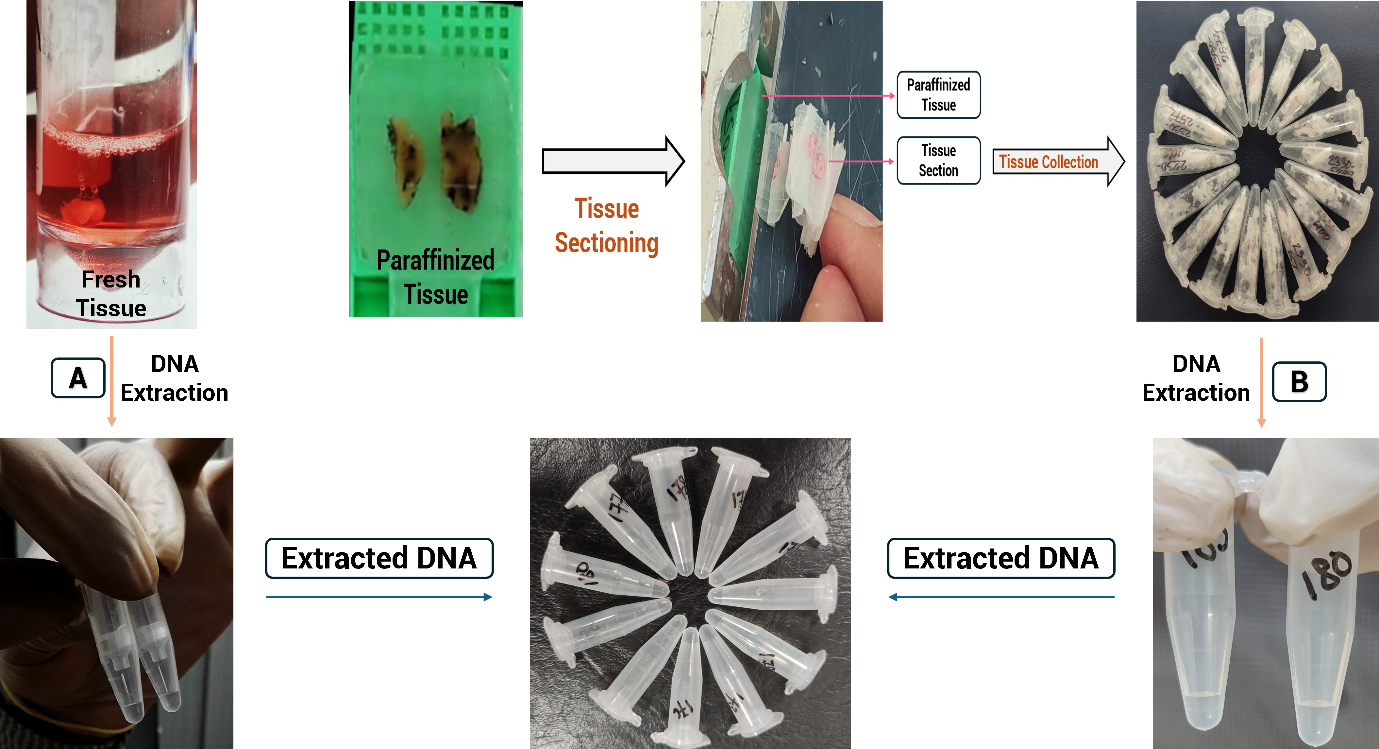 Fresh
Tissue
Paraffinized
Tissue
Tissue
Sectioning
Paraffinized
Tissue
Tissue
Section
Tissue Collection
A
DNA
Extraction
DNA
Extraction
B
Extracted DNA
Extracted DNA
180